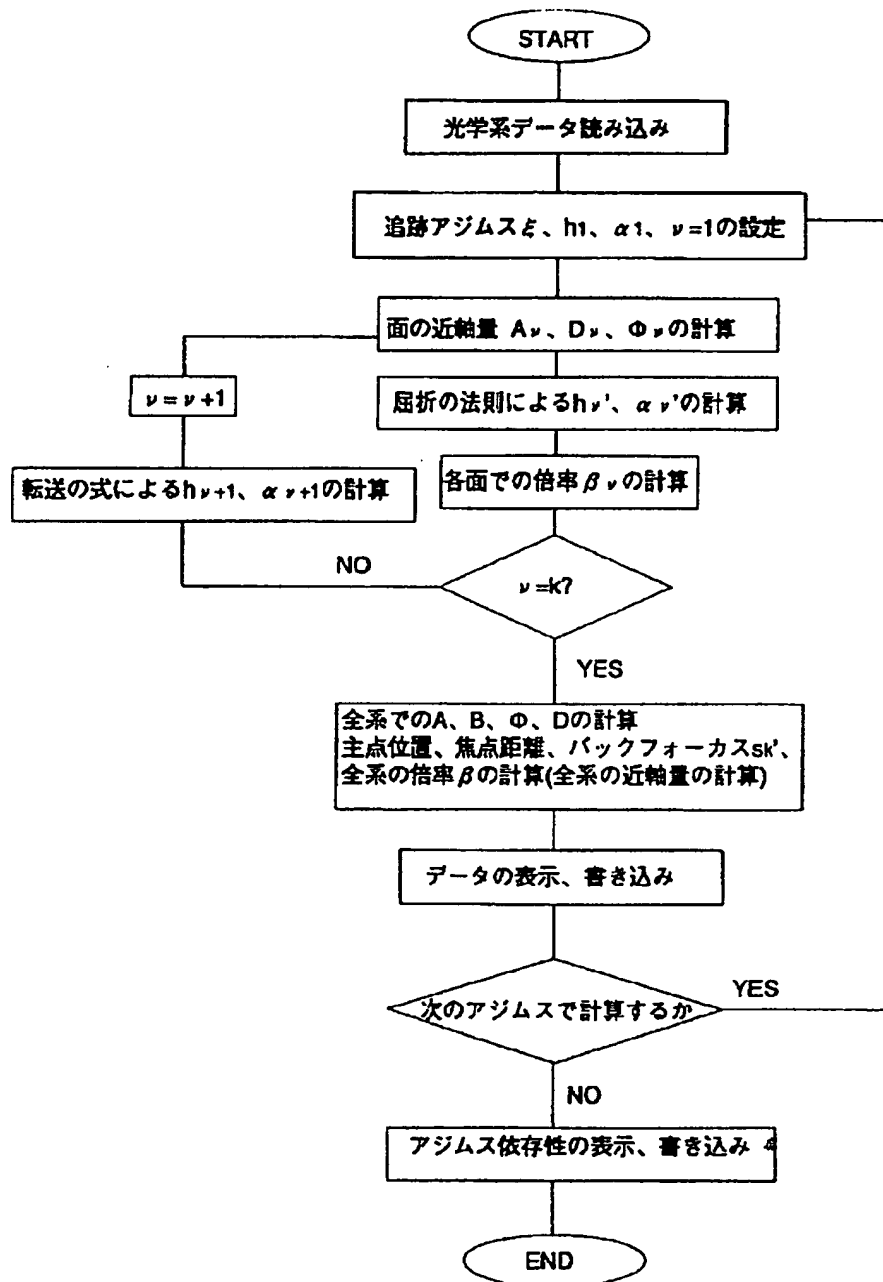 START
光学系データ読み込み
追跡アジムスξ、h1、α1、ν=1の設定
面の近軸量 Aν、Dν、Φνの計算
ν=ν+1
屈折の法則によるhν'、αν'の計算
転送の式によるhν+1、αν+1の計算
各面での倍率βνの計算
NO
ν=k?
YES
全系でのA、B、Φ、Dの計算
主点位置、焦点距離、バックフォーカスsk'、
全系の倍率βの計算(全系の近軸量の計算)
データの表示、書き込み
次のアジムスで計算するか
YES
NO
アジムス依存性の表示、書き込み
END